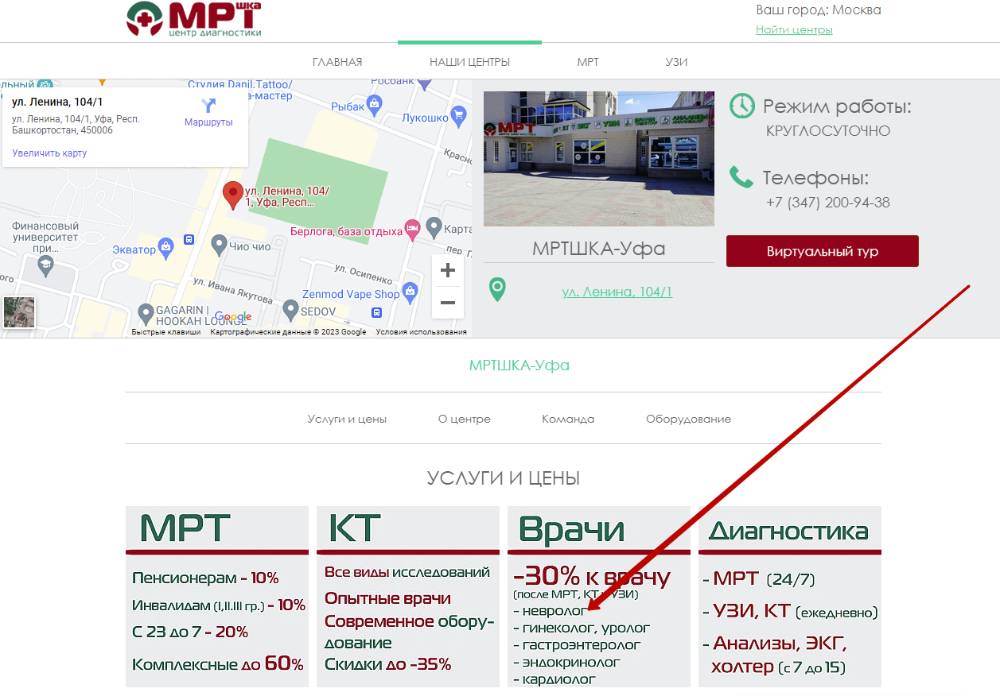 МРТшка
центр диагностики
Ваш город: Москва
Найти центры
ГЛАВНАЯ
НАШИ ЦЕНТРЫ
МРТ
УЗИ
ул. Ленина, 104/1
ул. Ленина, 104/1, Уфа, Респ.
Башкортостан, 450006
Маршруты
Увеличить карту
Студия Danil.Tattoo/
Росбанк
Рыбак
Лукошко
ул. Ленина, 104/
1, Уфа, Респ...
Финансовый
университет
при...
Экватор
Чио чио
Берлога, база отдыха
ул. Осипенко
ул. Ивана Якутова
Zenmod Vape Shop
GAGARIN |
HOOKAH LOUNGE
SEDOV
Google
Быстрые клавиши
Картографические данные © 2023 Google
Условия использования
МРТ
центр диагностики
КТ ЭКГ УЗИ
АНАЛИЗЫ
МРТШКА-Уфа
ул. Ленина, 104/1
Режим работы:
КРУГЛОСУТОЧНО
Телефоны:
+7 (347) 200-94-38
Виртуальный тур
МРТШКА-Уфа
Услуги и цены
О центре
Команда
Оборудование
УСЛУГИ И ЦЕНЫ
МРТ
Пенсионерам - 10%
Инвалидам (I,II.III гр.) - 10%
С 23 до 7 - 20%
Комплексные до 60%
КТ
Все виды исследований
Опытные врачи
Современное обору-
дование
Скидки до -35%
Врачи
-30% к врачу
(после МРТ, КТ, УЗИ)
- невролог
- гинеколог, уролог
- гастроэнтеролог
- эндокринолог
- кардиолог
Диагностика
- МРТ (24/7)
- УЗИ, КТ (ежедневно)
- Анализы, ЭКГ,
холтер (с 7 до 15)